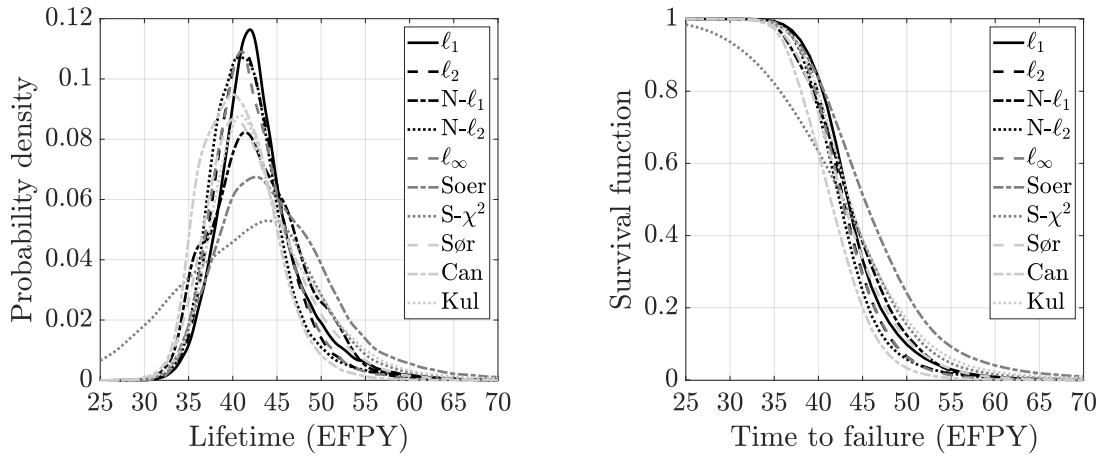 Probability density
0.12
0.1
0.08
0.06
0.04
0.02
0
25 30 35 40 45 50 55 60 65 70
Lifetime (EFPY)
ℓ₁
ℓ₂
N-ℓ₁
N-ℓ₂
ℓ∞
Soer
S-χ²
Sør
Can
Kul
Survival function
1
0.8
0.6
0.4
0.2
0
25 30 35 40 45 50 55 60 65 70
Time to failure (EFPY)
ℓ₁
ℓ₂
N-ℓ₁
N-ℓ₂
ℓ∞
Soer
S-χ²
Sør
Can
Kul